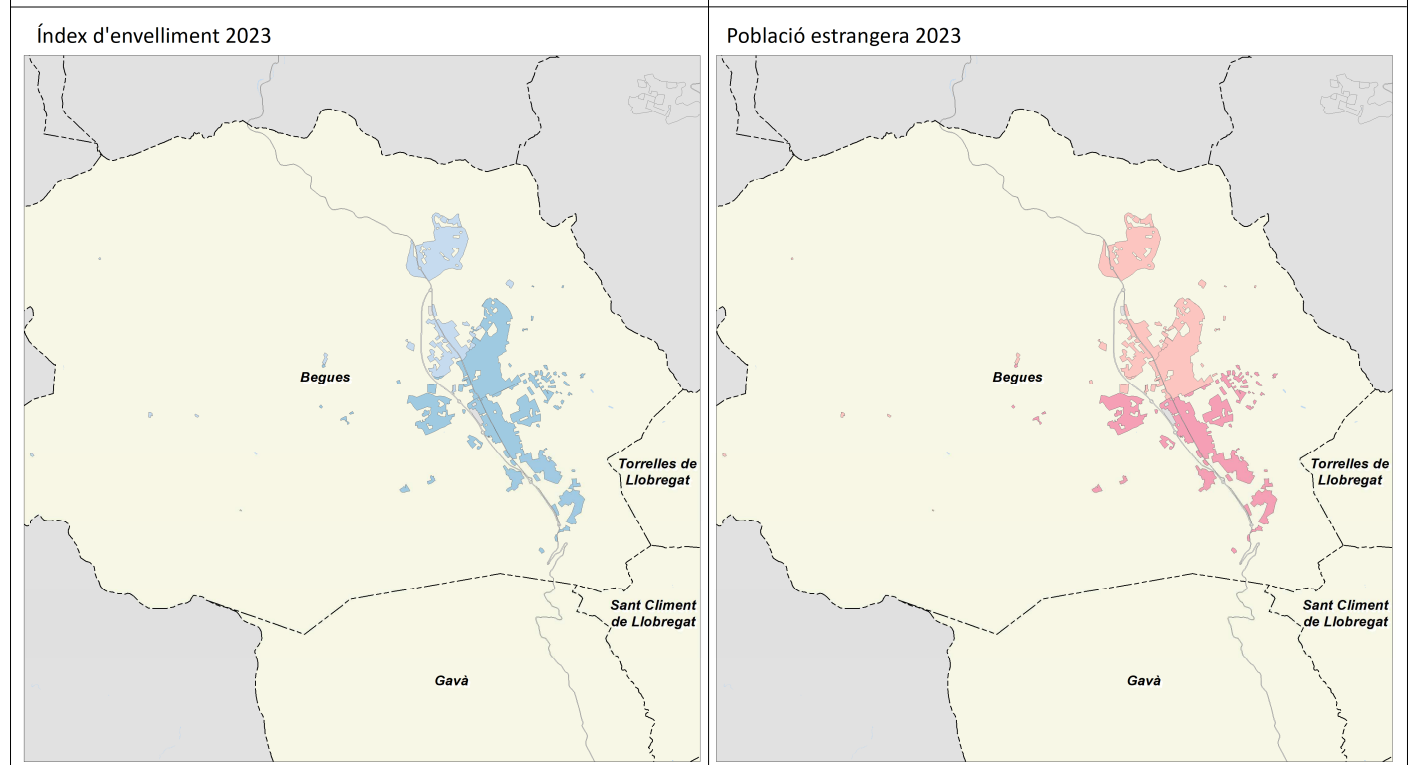 Índex d'envelliment 2023
Població estrangera 2023
Begues
Torrelles de
Llobregat
Sant Climent
de Llobregat
Gavà
Begues
Torrelles de
Llobregat
Sant Climent
de Llobregat
Gavà